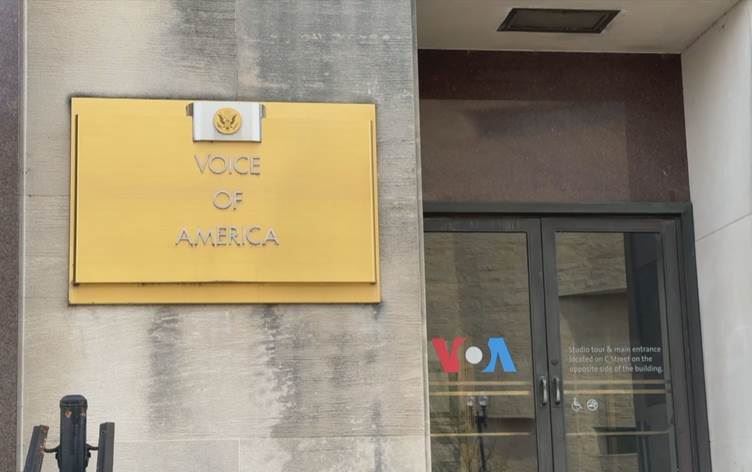 VOICE
OF
AMERICA
VOA
Studio tour & main entrance
located on C Street on the
opposite side of the building.